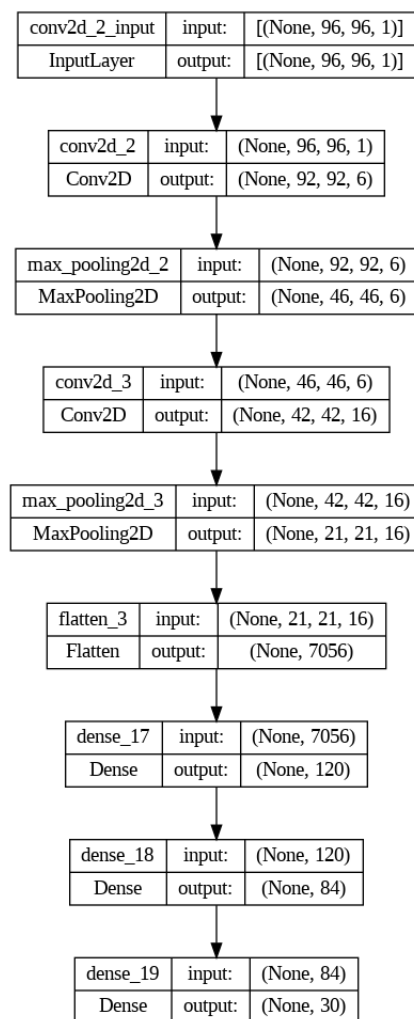 conv2d_2_input input: [(None, 96, 96, 1)]
InputLayer output: [(None, 96, 96, 1)]
conv2d_2 input: (None, 96, 96, 1)
Conv2D output: (None, 92, 92, 6)
max_pooling2d_2 input: (None, 92, 92, 6)
MaxPooling2D output: (None, 46, 46, 6)
conv2d_3 input: (None, 46, 46, 6)
Conv2D output: (None, 42, 42, 16)
max_pooling2d_3 input: (None, 42, 42, 16)
MaxPooling2D output: (None, 21, 21, 16)
flatten_3 input: (None, 21, 21, 16)
Flatten output: (None, 7056)
dense_17 input: (None, 7056)
Dense output: (None, 120)
dense_18 input: (None, 120)
Dense output: (None, 84)
dense_19 input: (None, 84)
Dense output: (None, 30)